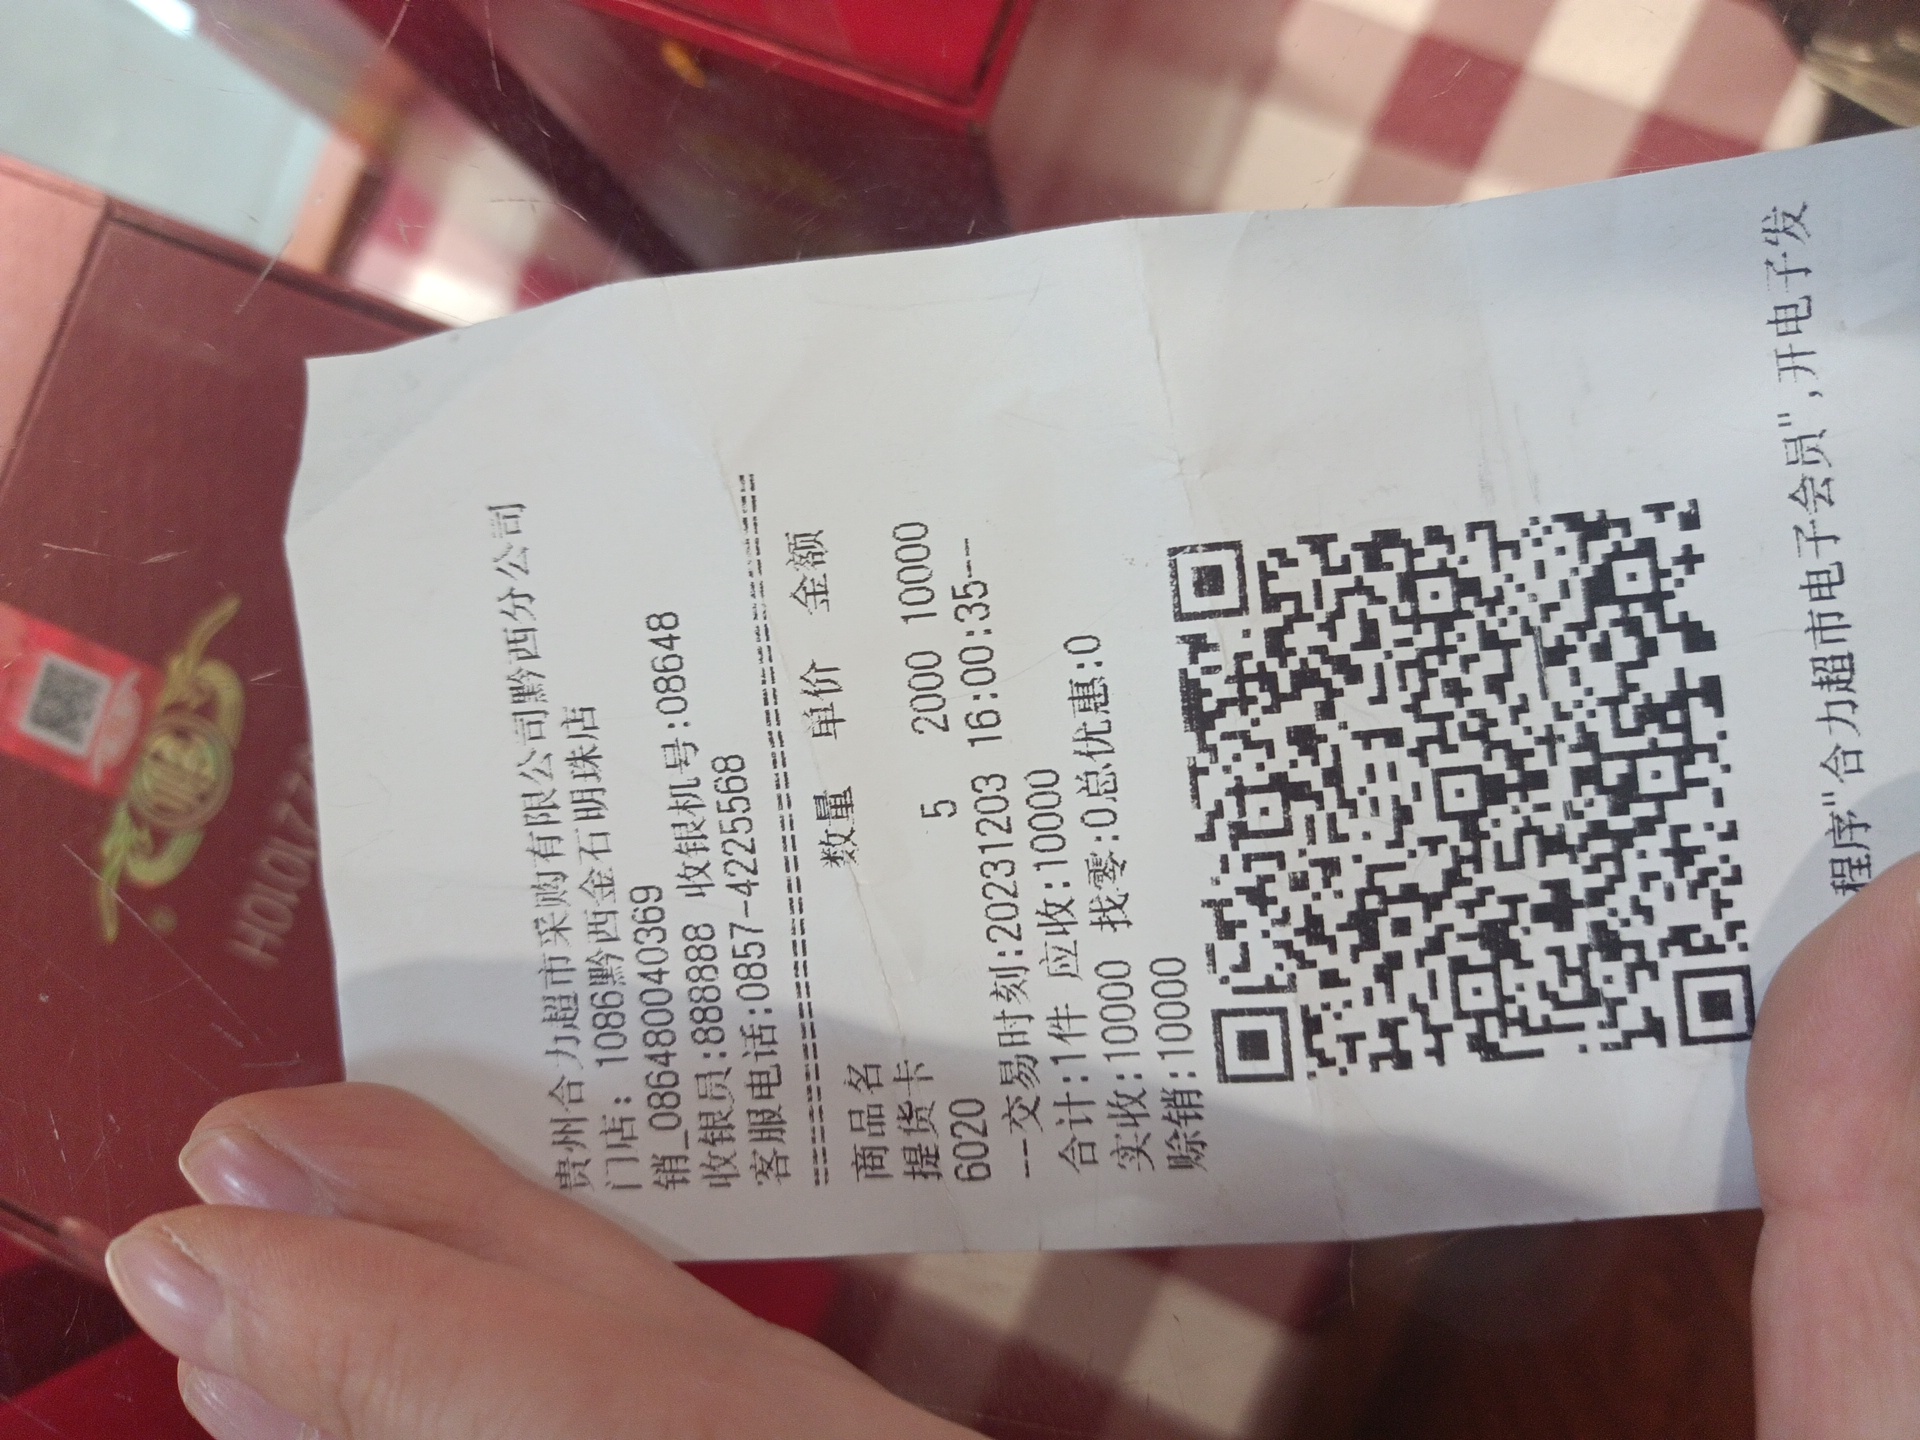 贵州合力超市采购有限公司黔西分公司
门店: 1086黔西金石明珠店
销_086480040369
收银员:888888 收银机号:08648
客服电话:0857-4225568
商品名 数量 单价 金额
提货卡
6020 5 2000 10000
---交易时刻:20231203 16:00:35--
合计:1件 应收:10000
实收:10000 找零:0总优惠:0
赊销:10000
程序"合力超市电子会员",开电子发